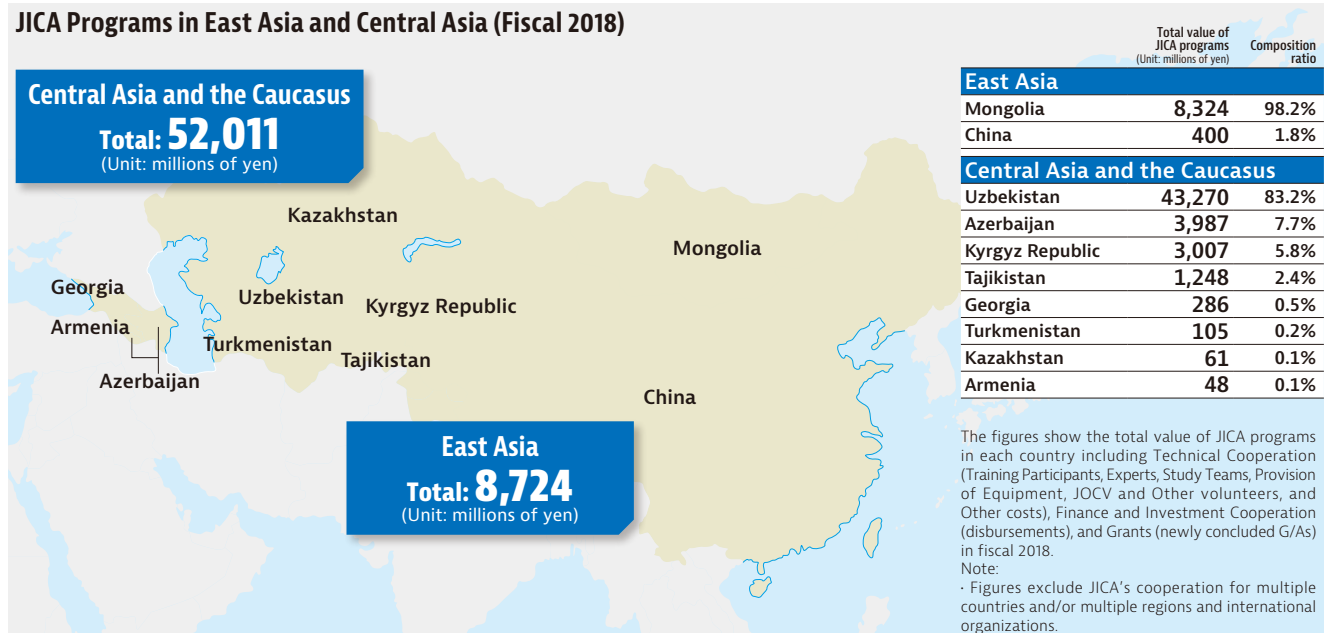 JICA Programs in East Asia and Central Asia (Fiscal 2018)
Central Asia and the Caucasus
Total: 52,011
(Unit: millions of yen)
Kazakhstan
Mongolia
Georgia
Uzbekistan
Kyrgyz Republic
Armenia
Turkmenistan
Tajikistan
Azerbaijan
China
East Asia
Total: 8,724
(Unit: millions of yen)
Total value of
JICA programs
(Unit: millions of yen)
Composition
ratio
East Asia
Mongolia 8,324 98.2%
China 400 1.8%
Central Asia and the Caucasus
Uzbekistan 43,270 83.2%
Azerbaijan 3,987 7.7%
Kyrgyz Republic 3,007 5.8%
Tajikistan 1,248 2.4%
Georgia 286 0.5%
Turkmenistan 105 0.2%
Kazakhstan 61 0.1%
Armenia 48 0.1%
The figures show the total value of JICA programs
in each country including Technical Cooperation
(Training Participants, Experts, Study Teams, Provision
of Equipment, JOCV and Other volunteers, and
Other costs), Finance and Investment Cooperation
(disbursements), and Grants (newly concluded G/As)
in fiscal 2018.
Note:
· Figures exclude JICA's cooperation for multiple
countries and/or multiple regions and international
organizations.